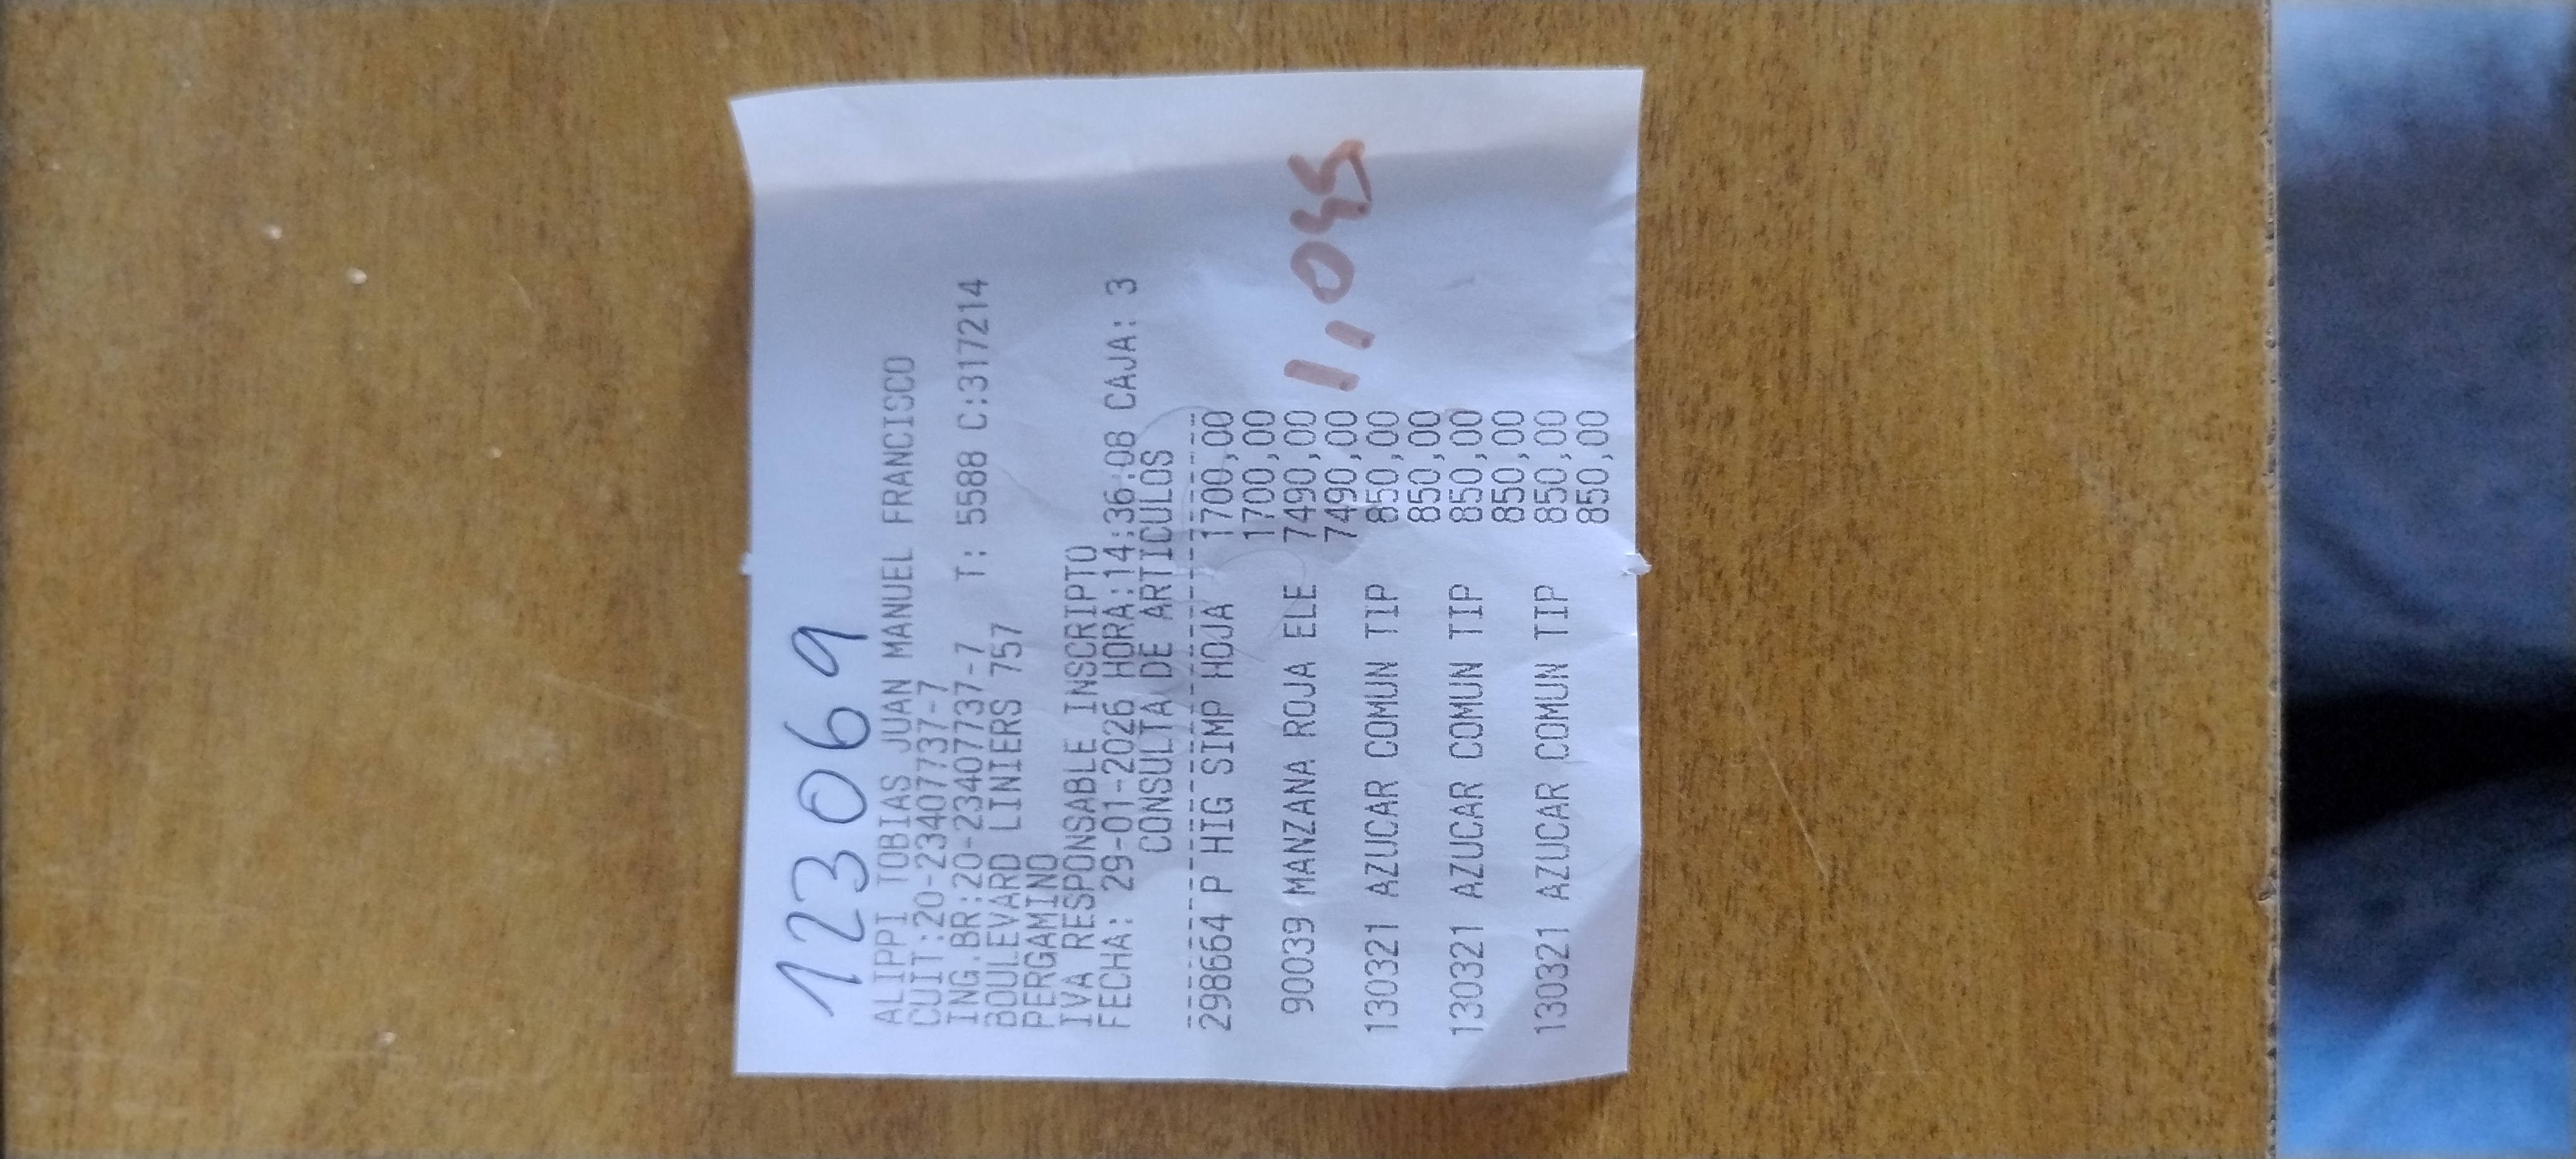 123069
ALIPPI TOBIAS JUAN MANUEL FRANCISCO
CUIT:20-23407737-7
ING.BR:20-23407737-7 T: 5588 C:317214
BOULEVARD LINIERS 757
PERGAMINO
IVA RESPONSABLE INSCRIPTO
FECHA: 29-01-2026 HORA:14:36:08 CAJA: 3
CONSULTA DE ARTICULOS
298664 P HIG SIMP HOJA 1700,00
1700,00
90039 MANZANA ROJA ELE 7490,00 1,045
7490,00
130321 AZUCAR COMUN TIP 850,00
850,00
130321 AZUCAR COMUN TIP 850,00
850,00
130321 AZUCAR COMUN TIP 850,00
850,00